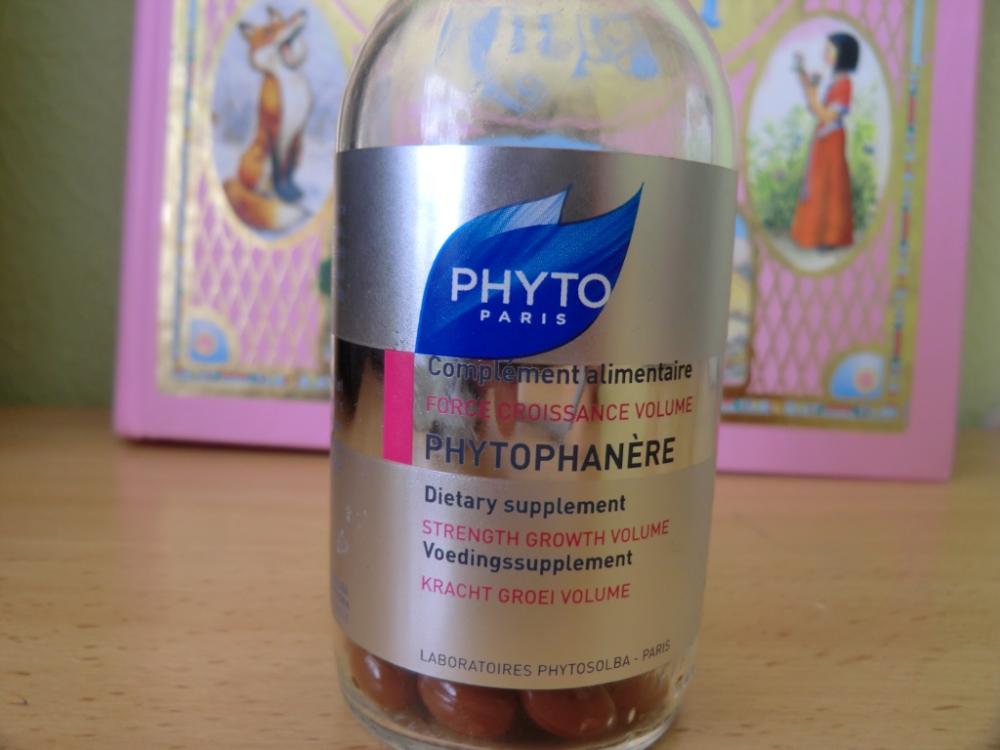 PHYTO
PARIS
Complément alimentaire
FORCE CROISSANCE VOLUME
PHYTOPHANÈRE
Dietary supplement
STRENGTH GROWTH VOLUME
Voedingssupplement
KRACHT GROEI VOLUME
LABORATOIRES PHYTOSOLBA - PARIS